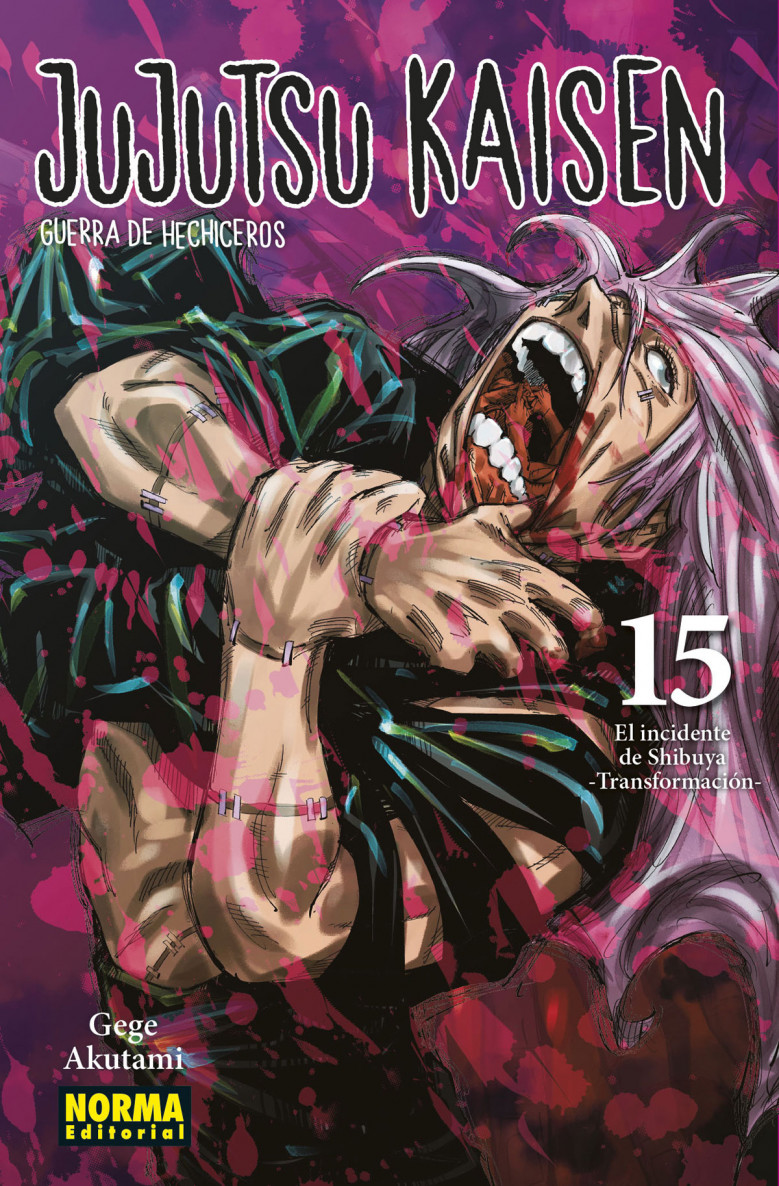 JUJUTSU KAISEN
GUERRA DE HECHICEROS
15
El incidente
de Shibuya
-Transformación-
Gege
Akutami
NORMA
Editorial